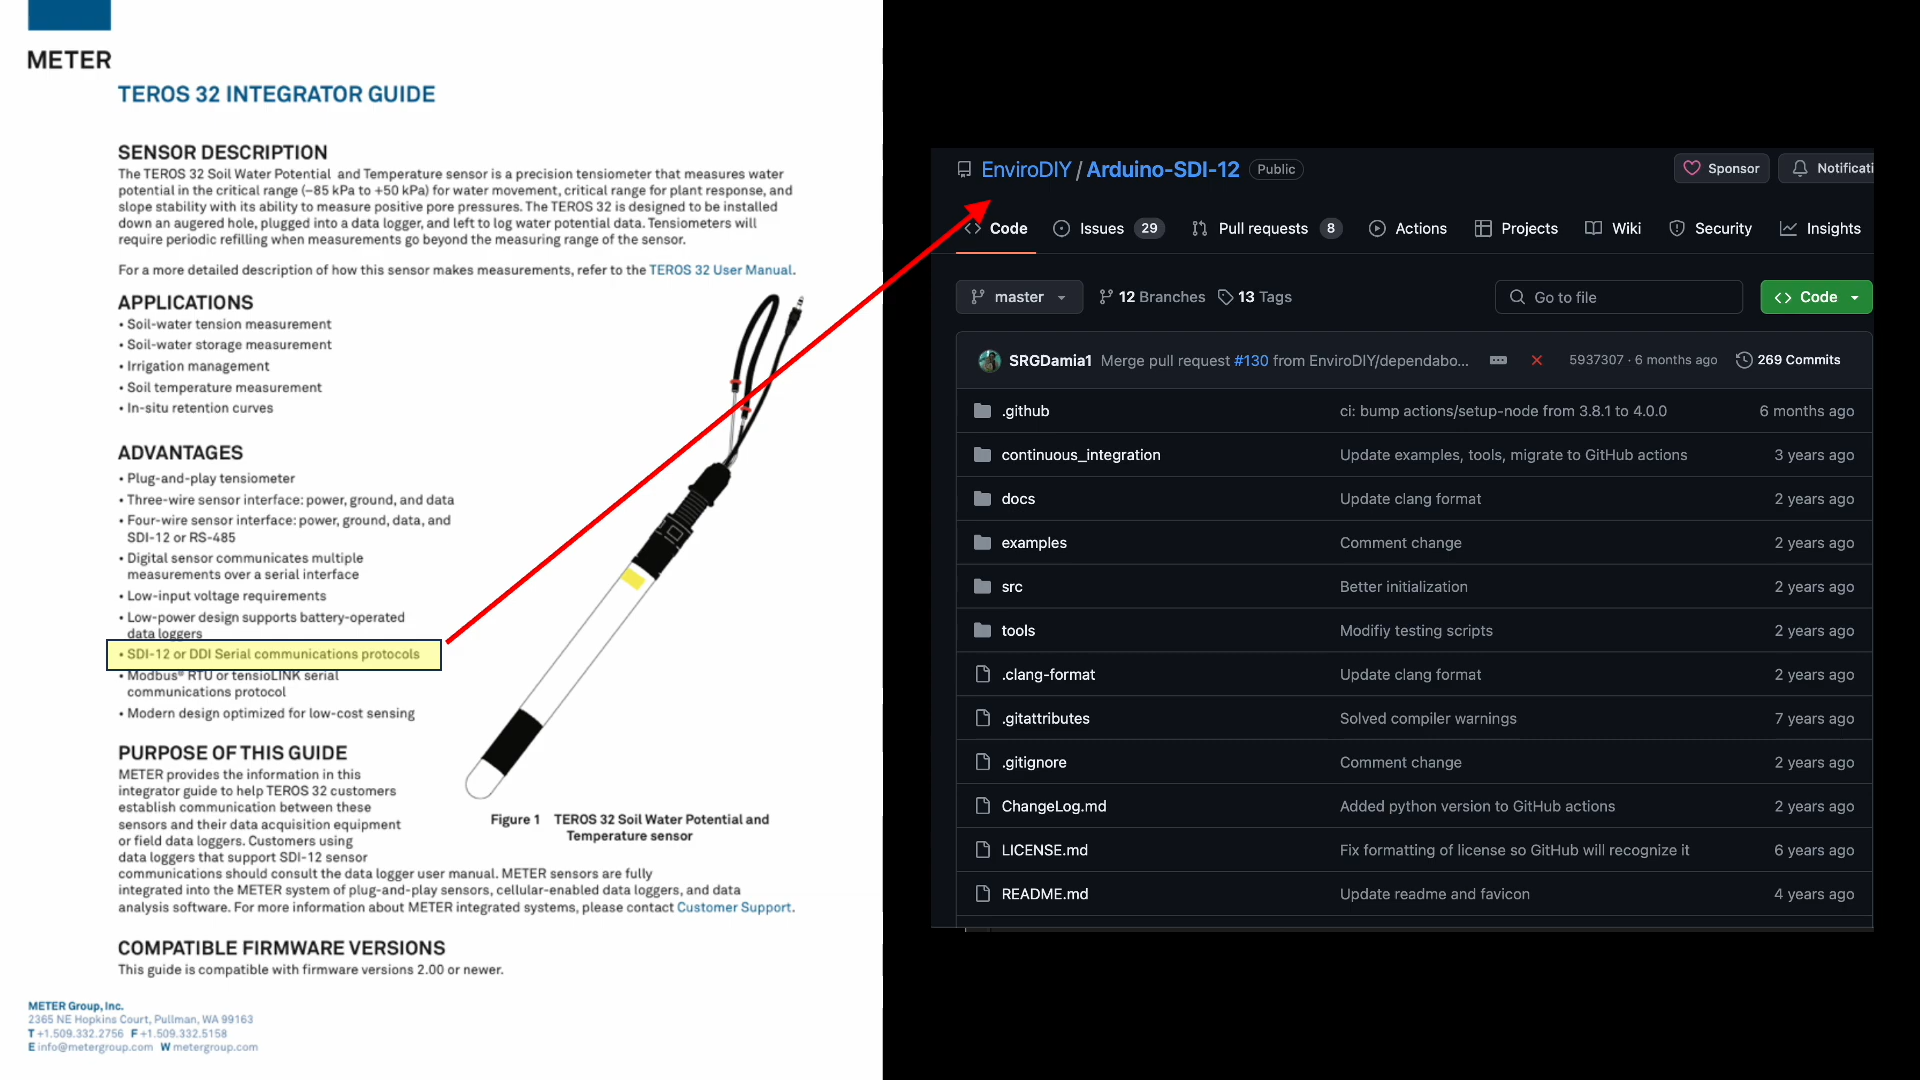 METER
TEROS 32 INTEGRATOR GUIDE
SENSOR DESCRIPTION
The TEROS 32 Soil Water Potential and Temperature sensor is a precision tensiometer that measures water
potential in the critical range (–85 kPa to +50 kPa) for water movement, critical range for plant response, and
slope stability with its ability to measure positive pore pressures. The TEROS 32 is designed to be installed
down an augered hole, plugged into a data logger, and left to log water potential data. Tensiometers will
require periodic refilling when measurements go beyond the measuring range of the sensor.
For a more detailed description of how this sensor makes measurements, refer to the TEROS 32 User Manual.
APPLICATIONS
• Soil-water tension measurement
• Soil-water storage measurement
• Irrigation management
• Soil temperature measurement
• In-situ retention curves
ADVANTAGES
• Plug-and-play tensiometer
• Three-wire sensor interface: power, ground, and data
• Four-wire sensor interface: power, ground, data, and
SDI-12 or RS-485
• Digital sensor communicates multiple
measurements over a serial interface
• Low-input voltage requirements
• Low-power design supports battery-operated
data loggers
• SDI-12 or DDI Serial communications protocols
• Modbus® RTU or tensioLINK serial
communications protocol
• Modern design optimized for low-cost sensing
PURPOSE OF THIS GUIDE
METER provides the information in this
integrator guide to help TEROS 32 customers
establish communication between these
sensors and their data acquisition equipment
or field data loggers. Customers using
data loggers that support SDI-12 sensor
communications should consult the data logger user manual. METER sensors are fully
integrated into the METER system of plug-and-play sensors, cellular-enabled data loggers, and data
analysis software. For more information about METER integrated systems, please contact Customer Support.
Figure 1 TEROS 32 Soil Water Potential and
Temperature sensor
COMPATIBLE FIRMWARE VERSIONS
This guide is compatible with firmware versions 2.00 or newer.
METER Group, Inc.
2365 NE Hopkins Court, Pullman, WA 99163
T +1.509.332.2756 F +1.509.332.5158
E info@metergroup.com W metergroup.com
EnviroDIY / Arduino-SDI-12 Public Sponsor Notificati
Code Issues 29 Pull requests 8 Actions Projects Wiki Security Insights
master 12 Branches 13 Tags Go to file Code
SRGDamia1 Merge pull request #130 from EnviroDIY/dependabo... 5937307 · 6 months ago 269 Commits
.github ci: bump actions/setup-node from 3.8.1 to 4.0.0 6 months ago
continuous_integration Update examples, tools, migrate to GitHub actions 3 years ago
docs Update clang format 2 years ago
examples Comment change 2 years ago
src Better initialization 2 years ago
tools Modifiy testing scripts 2 years ago
.clang-format Update clang format 2 years ago
.gitattributes Solved compiler warnings 7 years ago
.gitignore Comment change 2 years ago
ChangeLog.md Added python version to GitHub actions 2 years ago
LICENSE.md Fix formatting of license so GitHub will recognize it 6 years ago
README.md Update readme and favicon 4 years ago